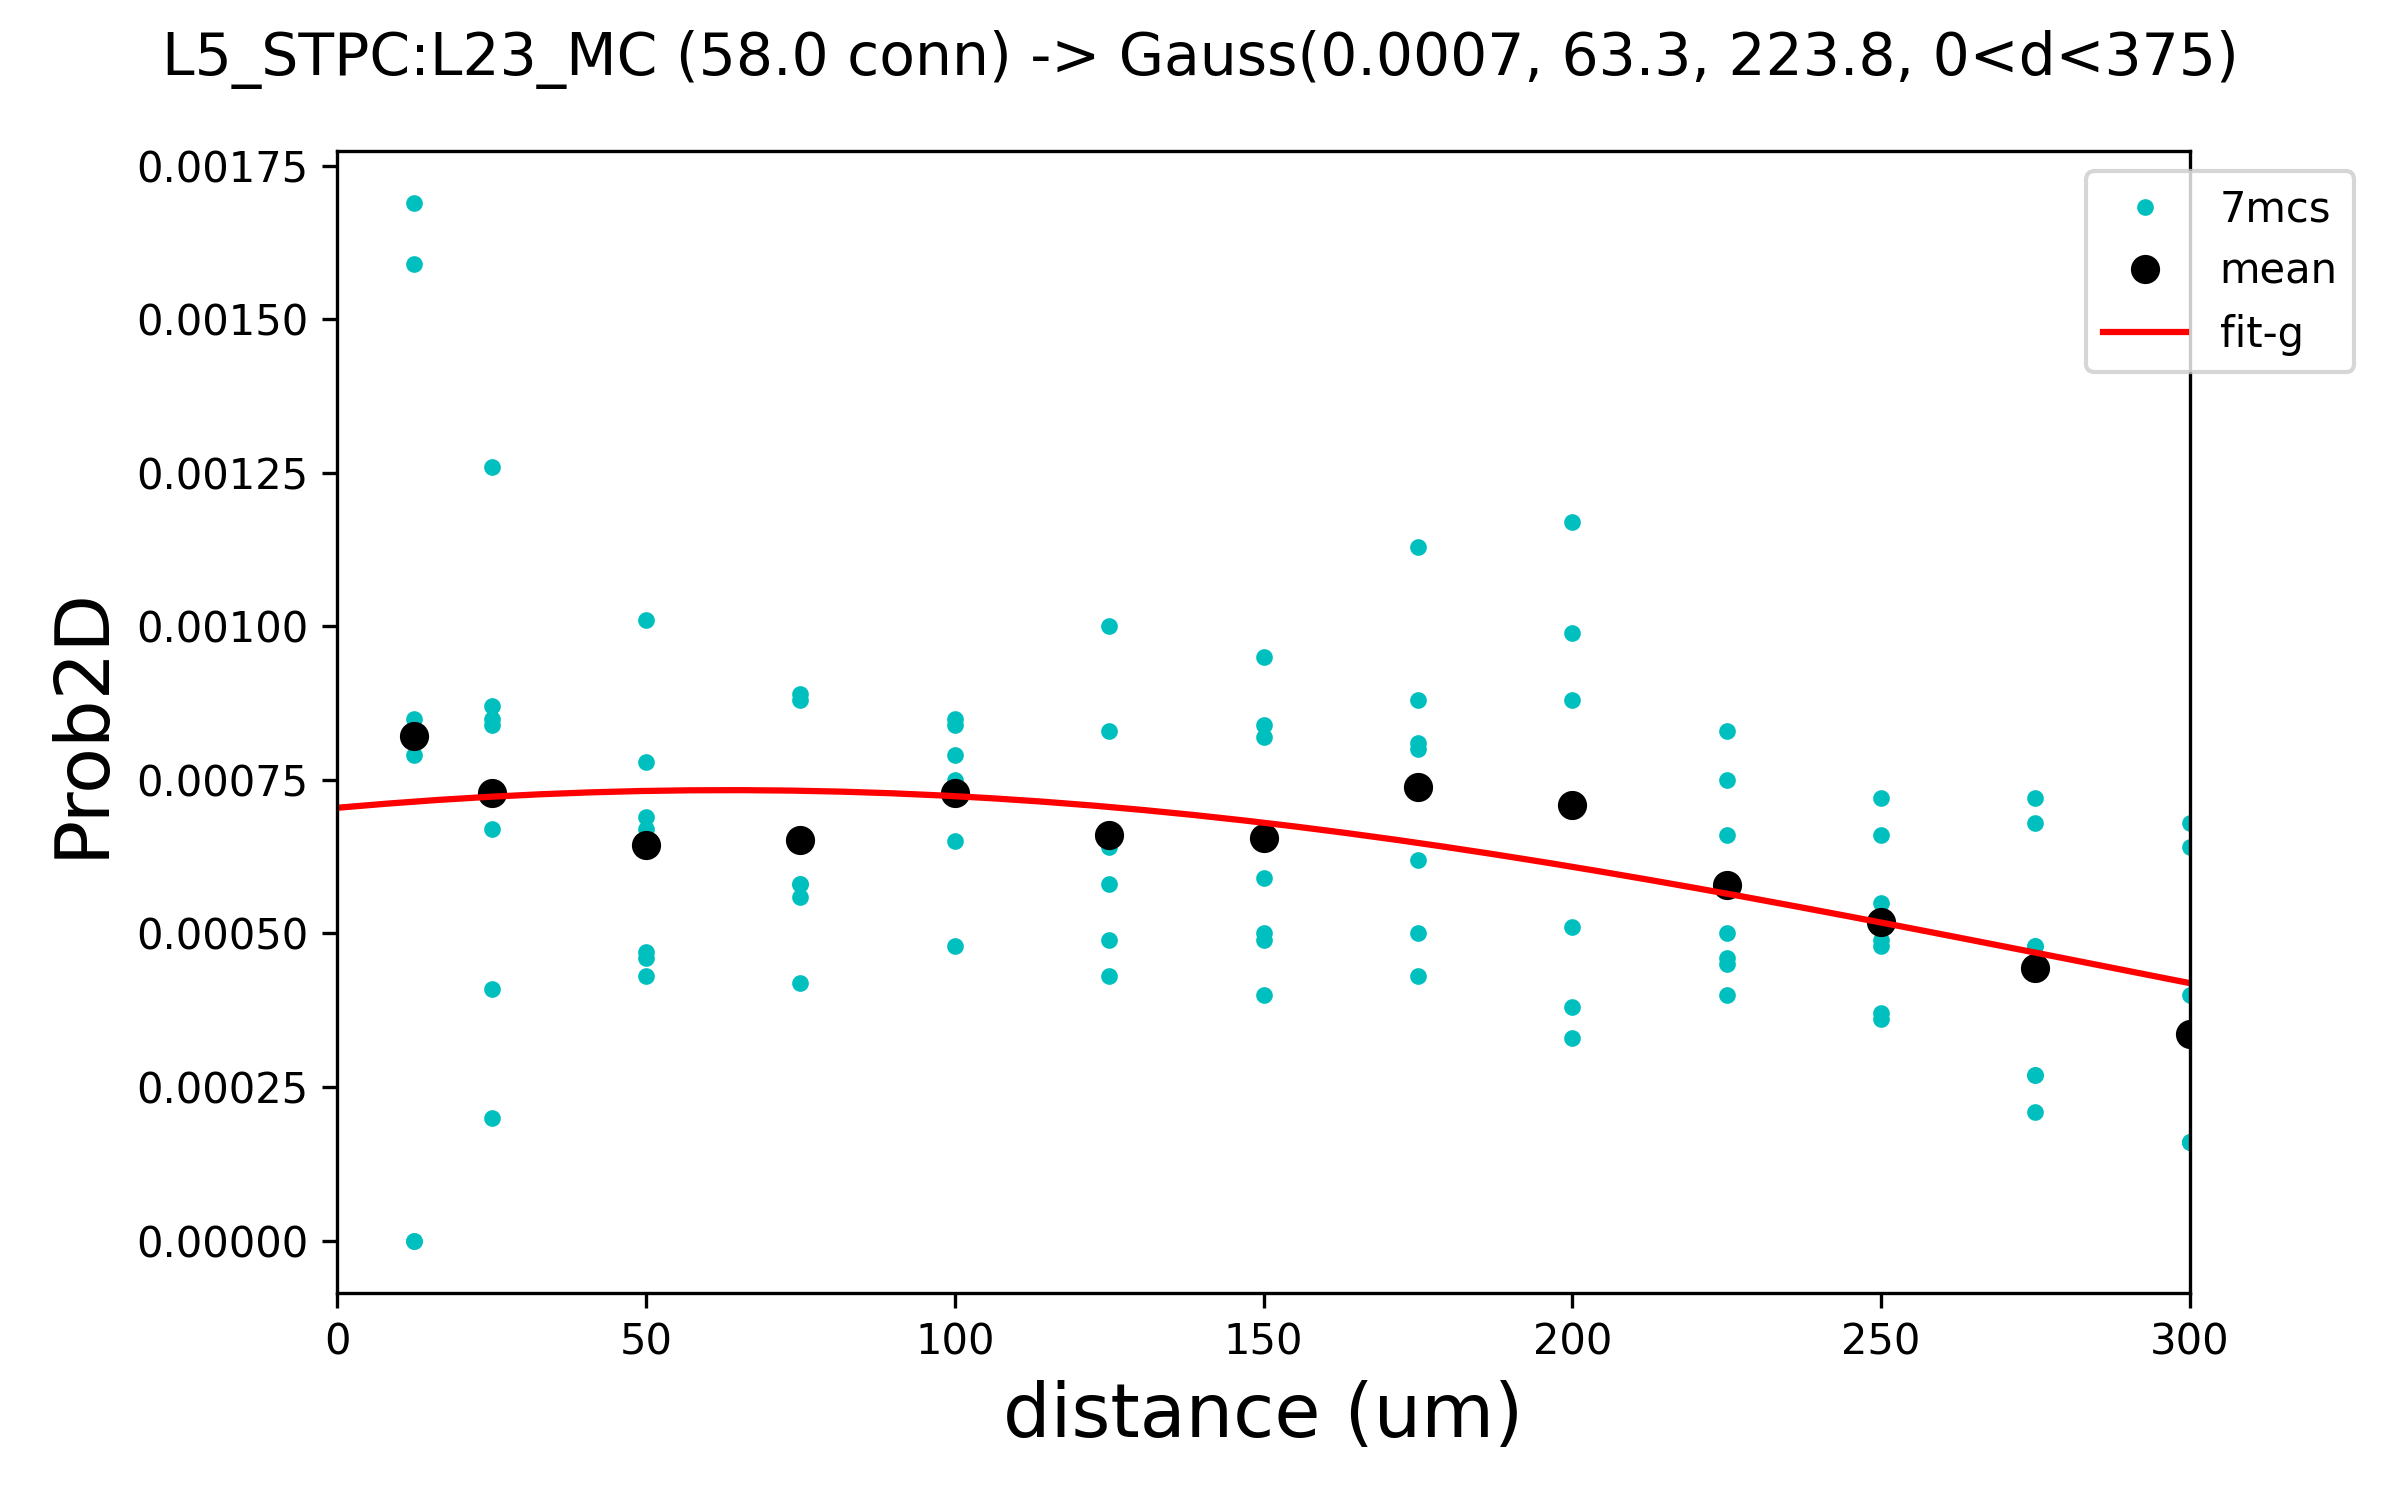 L5_STPC:L23_MC (58.0 conn) -> Gauss(0.0007, 63.3, 223.8, 0<d<375)
0.00175
0.00150
0.00125
0.00100
0.00075
0.00050
0.00025
0.00000
Prob2D
7mcs
mean
fit-g
0 50 100 150 200 250 300
distance (um)